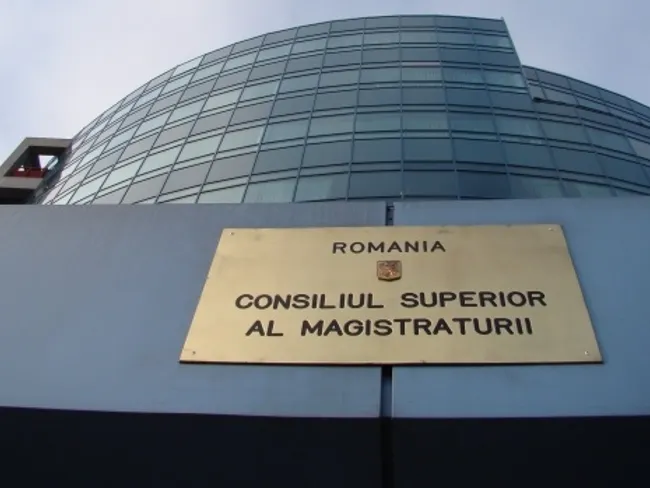 ROMANIA
CONSILIUL SUPERIOR
AL MAGISTRATURII